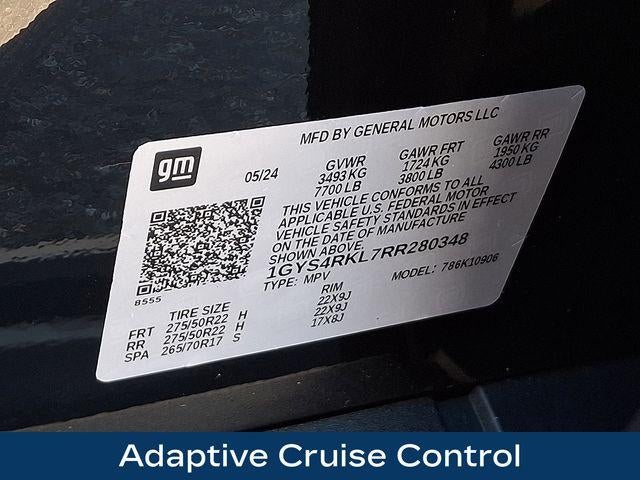 MFD BY GENERAL MOTORS LLC
gm
05/24
GVWR
3493 KG
7700 LB
GAWR FRT
1724 KG
3800 LB
GAWR RR
1950 KG
4300 LB
THIS VEHICLE CONFORMS TO ALL
APPLICABLE U.S. FEDERAL MOTOR
VEHICLE SAFETY STANDARDS IN EFFECT
ON THE DATE OF MANUFACTURE
SHOWN ABOVE.
1GYS4RKL7RR280348
TYPE: MPV MODEL: 786K10906
8555
TIRE SIZE RIM
FRT 275/50R22 H 22X9J
RR 275/50R22 H 22X9J
SPA 265/70R17 S 17X8J
Adaptive Cruise Control